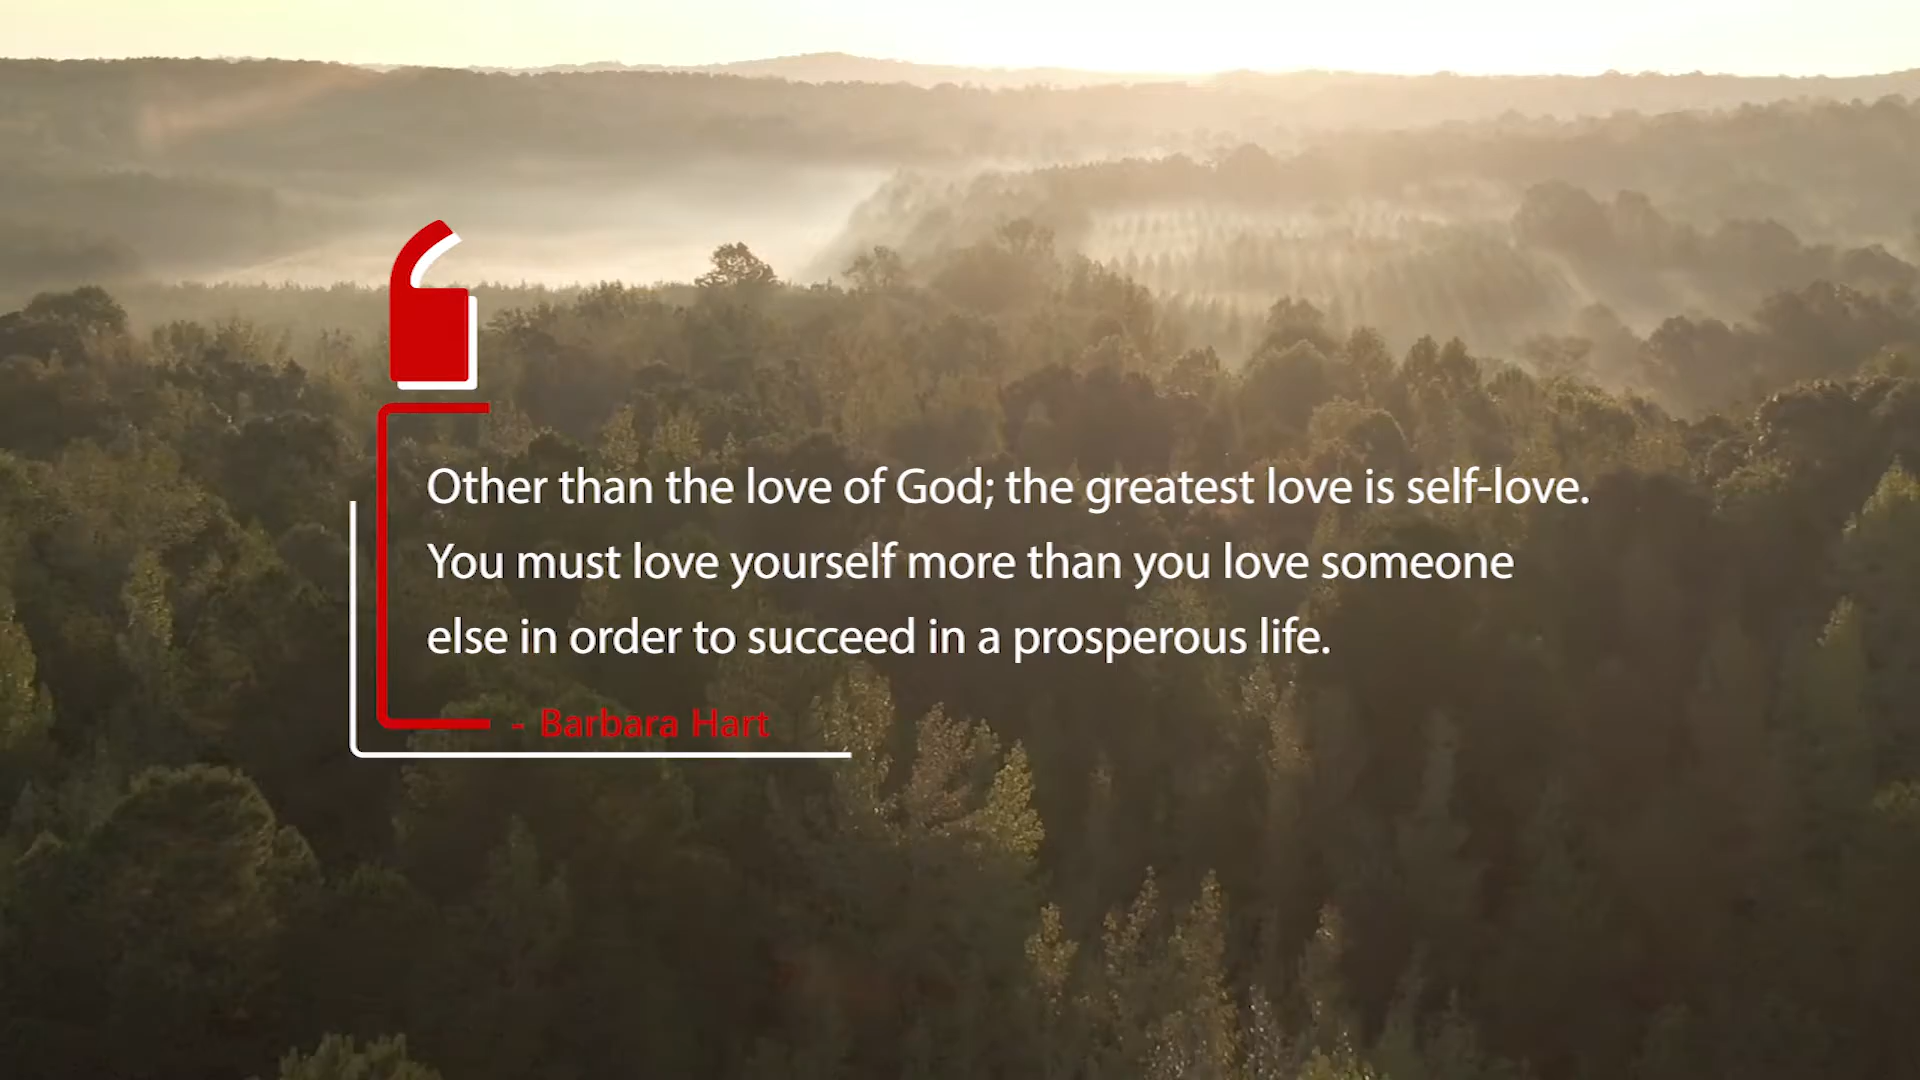 Other than the love of God; the greatest love is self-love.
You must love yourself more than you love someone
else in order to succeed in a prosperous life.
- Barbara Hart